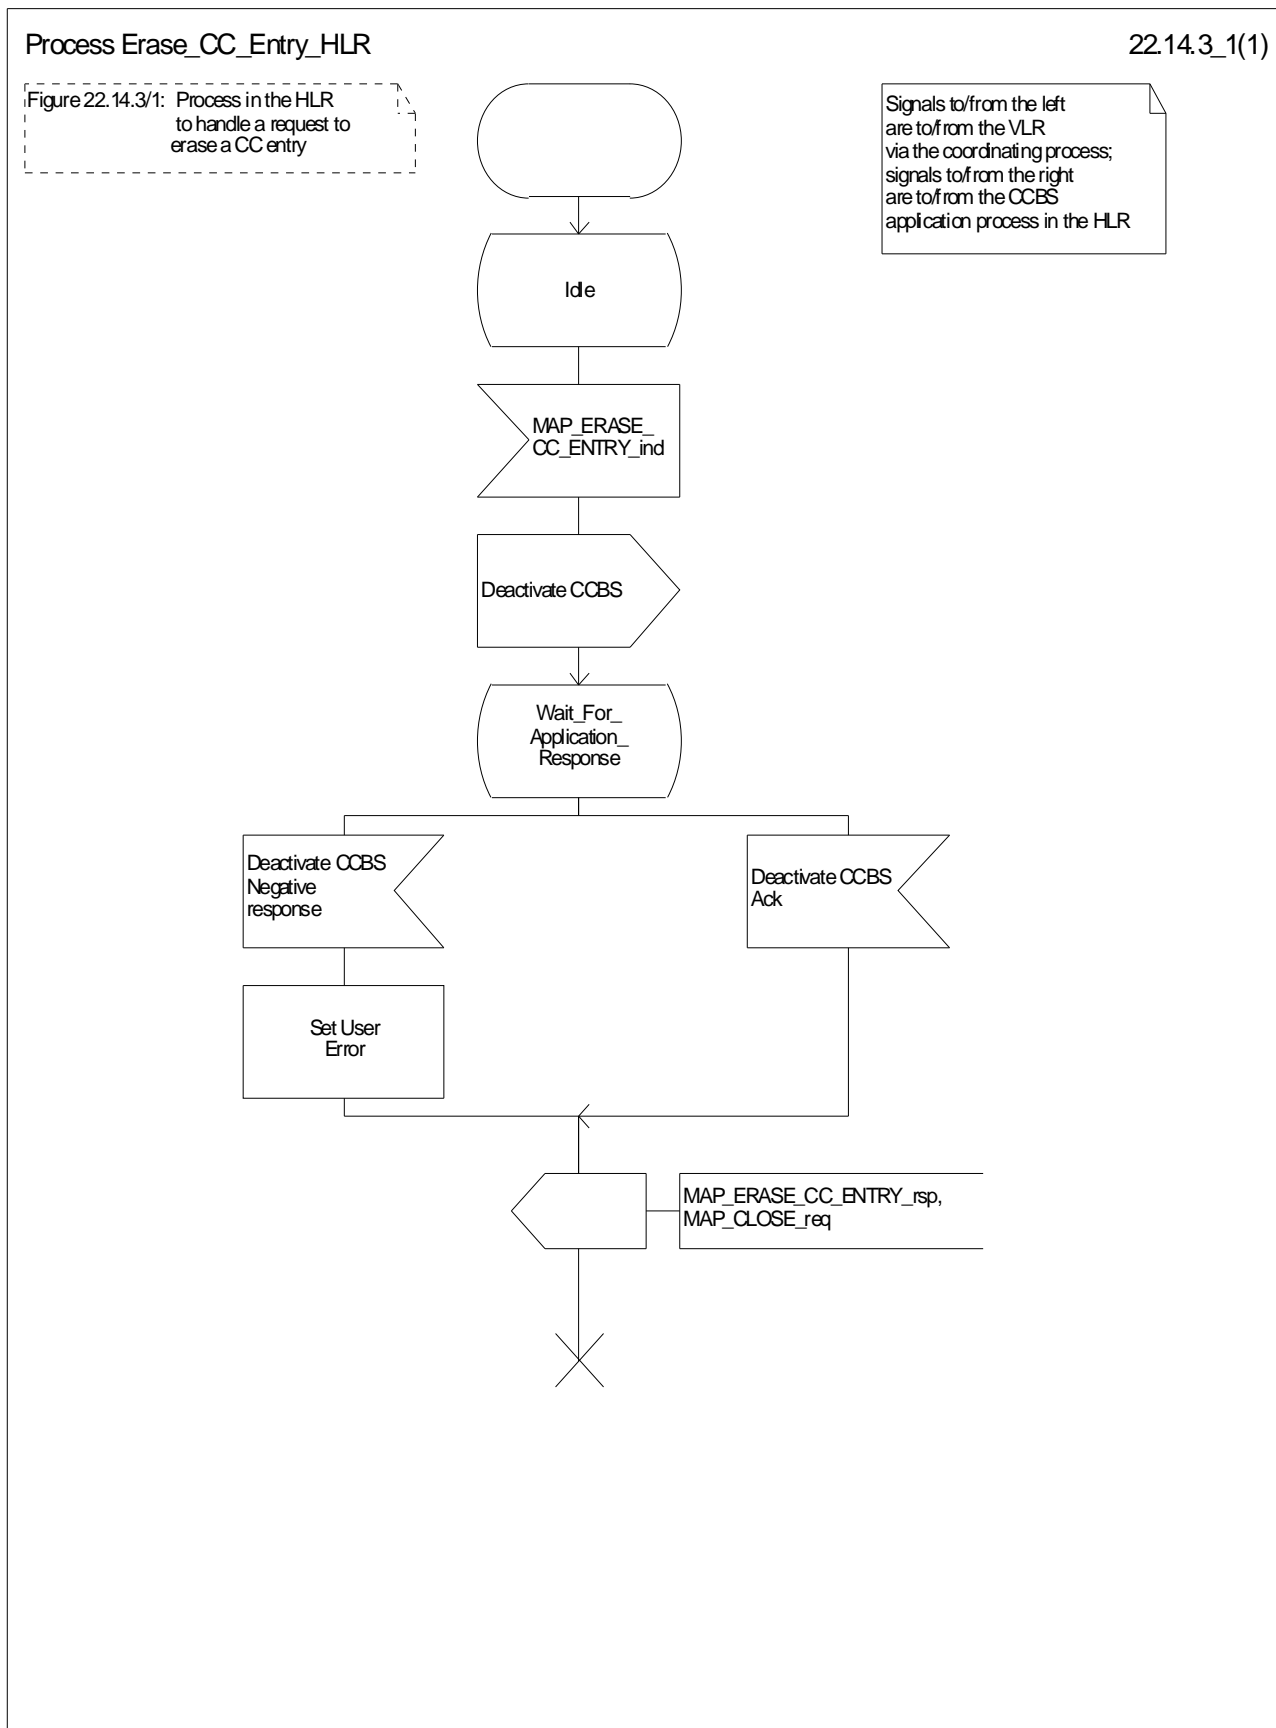 Process Erase_CC_Entry_HLR
22.14.3_1(1)
Figure 22.14.3/1: Process in the HLR
to handle a request to
erase a CC entry
Signals to/from the left
are to/from the VLR
via the coordinating process;
signals to/from the right
are to/from the CCBS
application process in the HLR
Idle
MAP_ERASE_
CC_ENTRY_ind
Deactivate CCBS
Wait_For_
Application_
Response
Deactivate CCBS
Negative
response
Deactivate CCBS
Ack
Set User
Error
MAP_ERASE_CC_ENTRY_rsp,
MAP_CLOSE_req